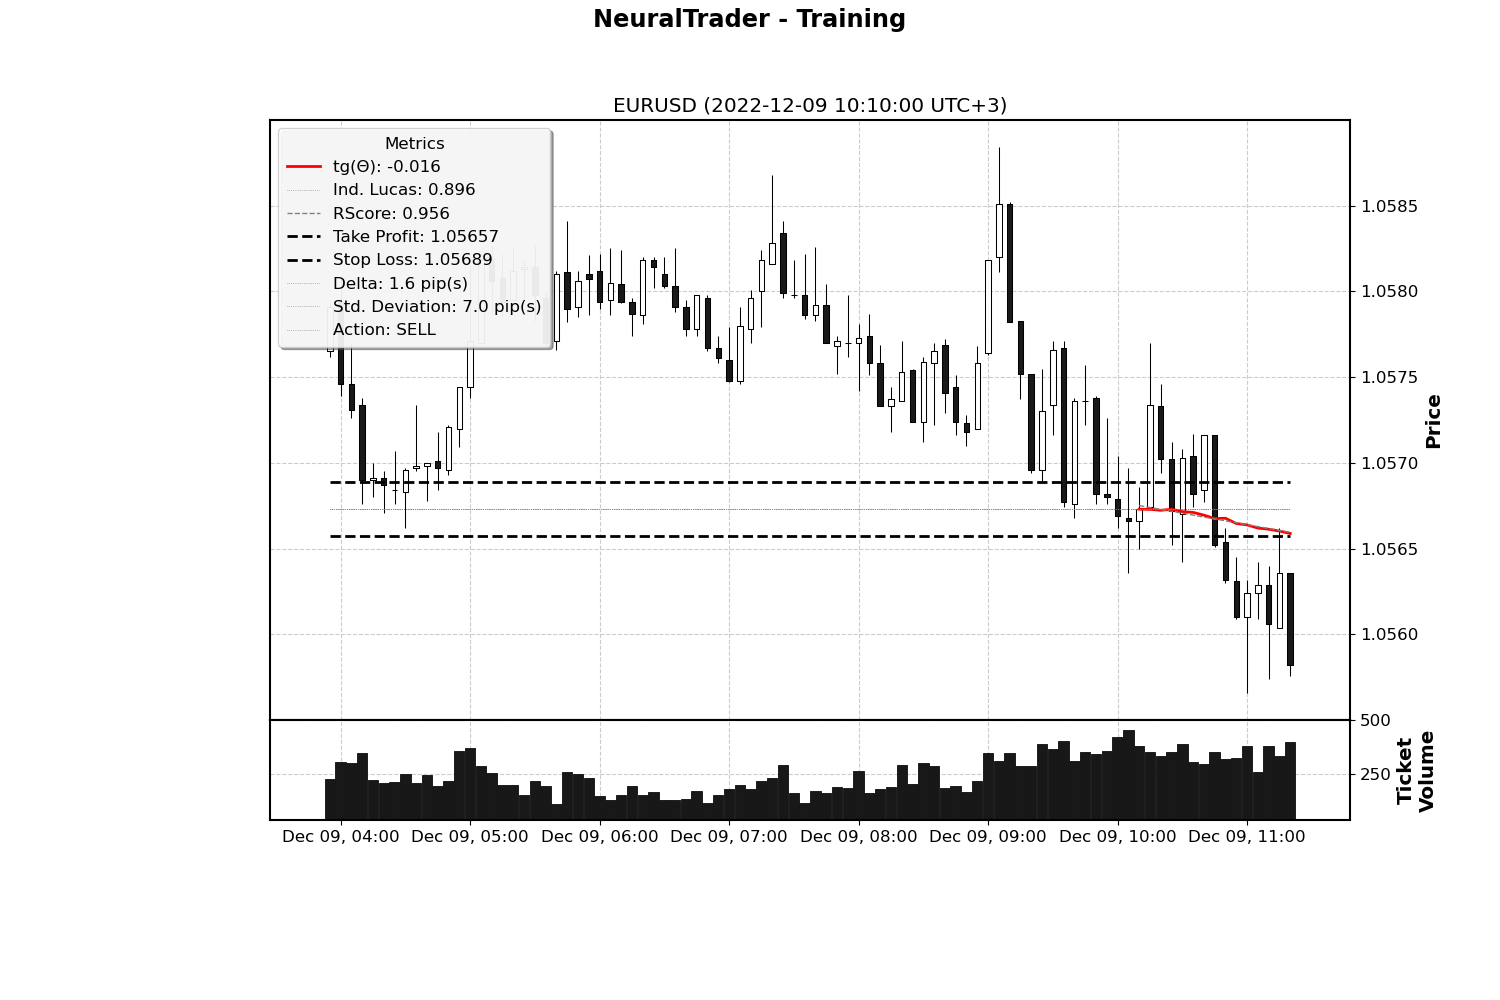 NeuralTrader - Training
EURUSD (2022-12-09 10:10:00 UTC+3)
Metrics
tg(Θ): -0.016
Ind. Lucas: 0.896
RScore: 0.956
Take Profit: 1.05657
Stop Loss: 1.05689
Delta: 1.6 pip(s)
Std. Deviation: 7.0 pip(s)
Action: SELL
1.0585
1.0580
1.0575
1.0570
1.0565
1.0560
Price
500
250
Ticket
Volume
Dec 09, 04:00 Dec 09, 05:00 Dec 09, 06:00 Dec 09, 07:00 Dec 09, 08:00 Dec 09, 09:00 Dec 09, 10:00 Dec 09, 11:00